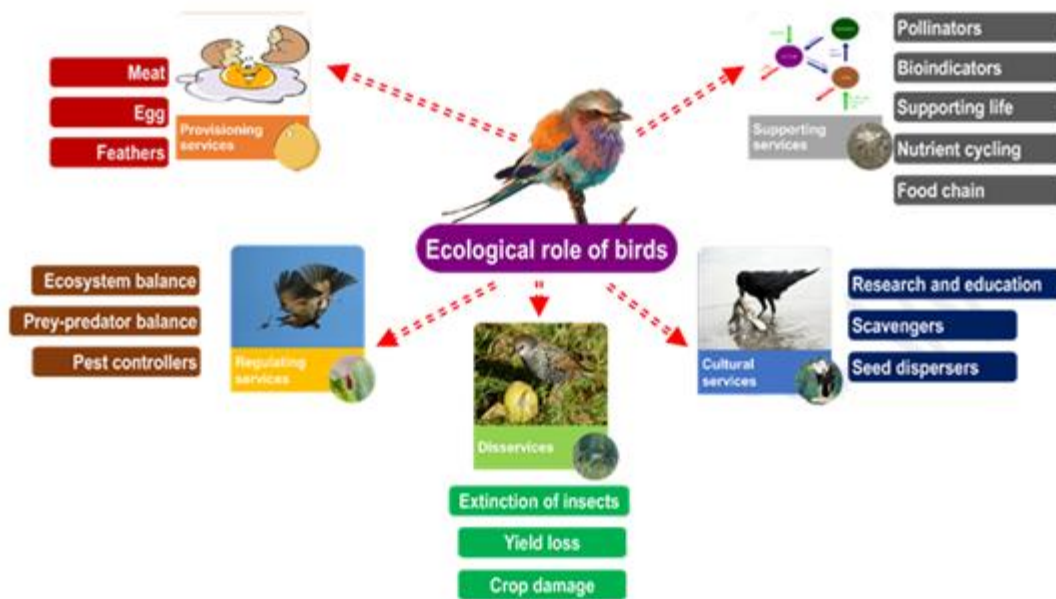 Meat
Egg
Feathers
Provisioning
services
Supporting
services
Pollinators
Bioindicators
Supporting life
Nutrient cycling
Food chain
Ecological role of birds
Ecosystem balance
Prey-predator balance
Pest controllers
Regulating
services
Disservices
Extinction of insects
Yield loss
Crop damage
Cultural
services
Research and education
Scavengers
Seed dispersers